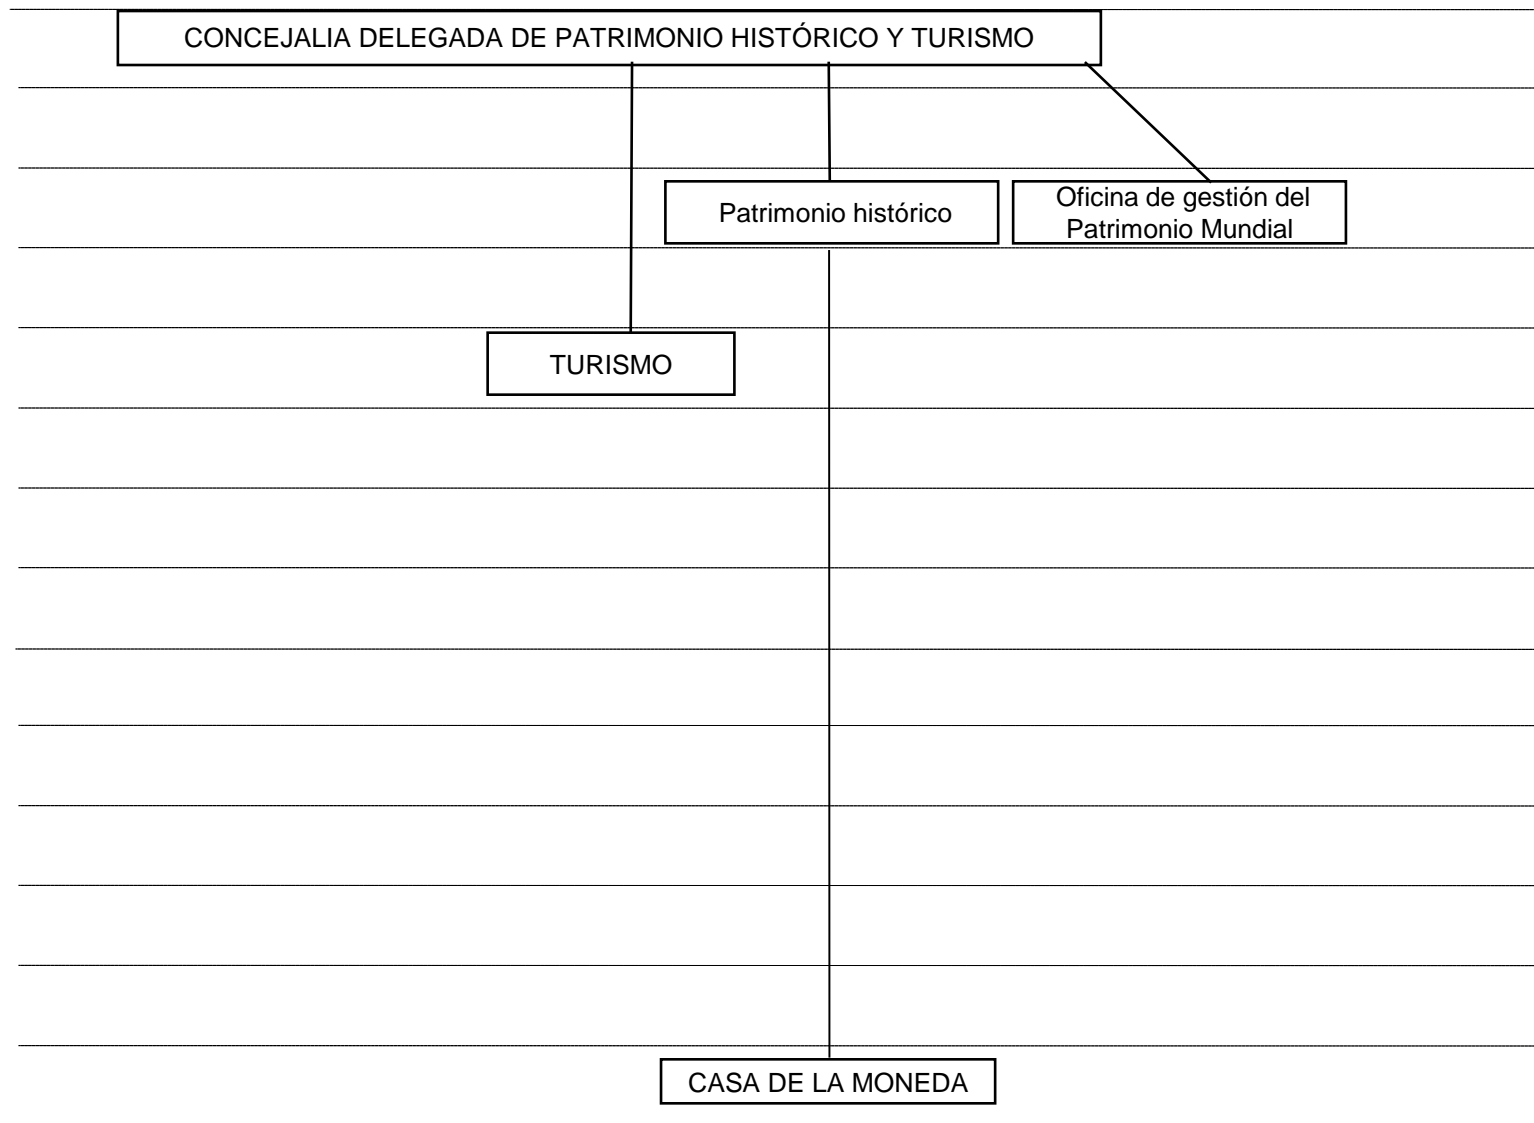 CONCEJALIA DELEGADA DE PATRIMONIO HISTÓRICO Y TURISMO
Patrimonio histórico
Oficina de gestión del
Patrimonio Mundial
TURISMO
CASA DE LA MONEDA